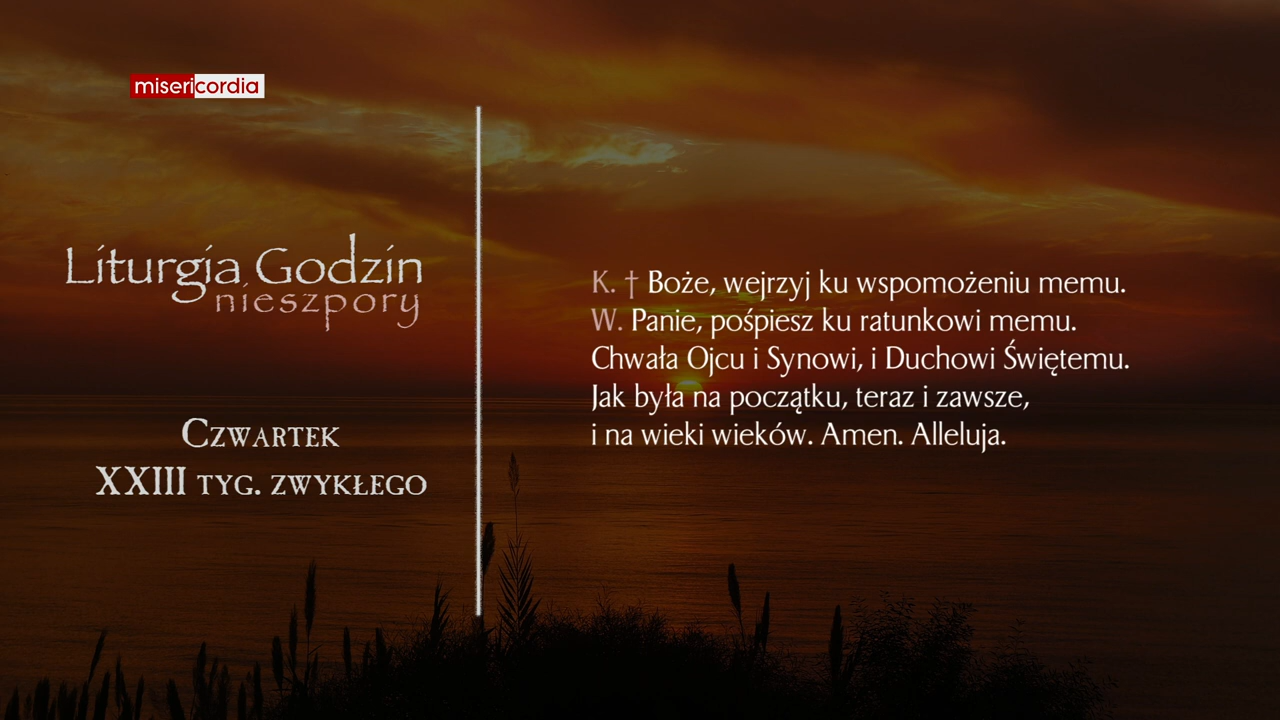 misericordia
Liturgia Godzin
nieszpory
Czwartek
XXIII tyg. zwykłego
K. † Boże, wejrzyj ku wspomożeniu memu.
W. Panie, pośpiesz ku ratunkowi memu.
Chwała Ojcu i Synowi, i Duchowi Świętemu.
Jak była na początku, teraz i zawsze,
i na wieki wieków. Amen. Alleluja.